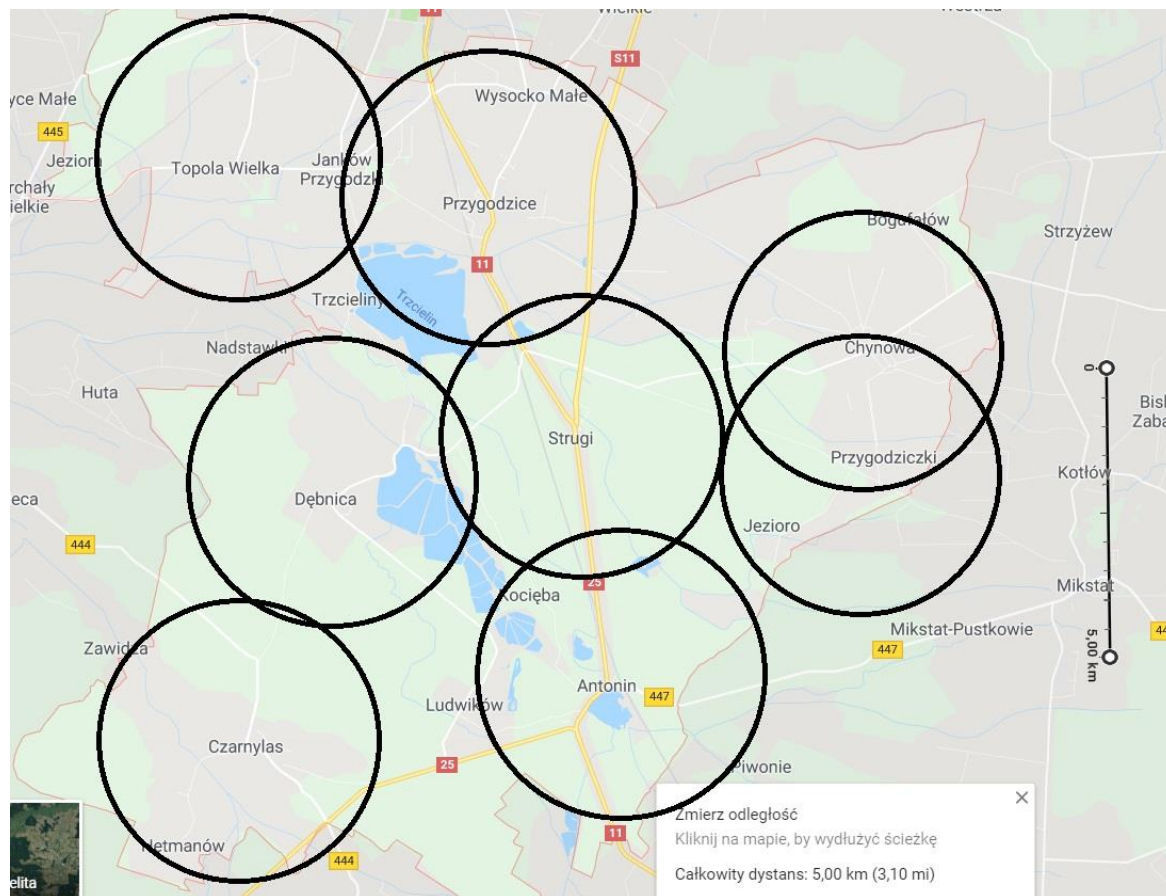 11
Wielkie
S11
yce Małe
Wysocko Małe
445
Jeziora
Topola Wielka
Janków
Przygodzki
rchały
ielkie
Przygodzice
Bogufałów
Strzyżew
11
Trzcieliny
Trzcielin
Nadstawki
Chynowa
0
Huta
Bisk
Zaba
Strugi
Przygodziczki
Kotłów
eca
Dębnica
Jezioro
444
25
Kocięba
Mikstat
Mikstat-Pustkowie
44
Zawidza
447
5,00 km
Antonin
447
Ludwików
Czarnylas
25
Piwonie
Zmierz odległość
Kliknij na mapie, by wydłużyć ścieżkę
Całkowity dystans: 5,00 km (3,10 mi)
11
Hetmanów
444
elita